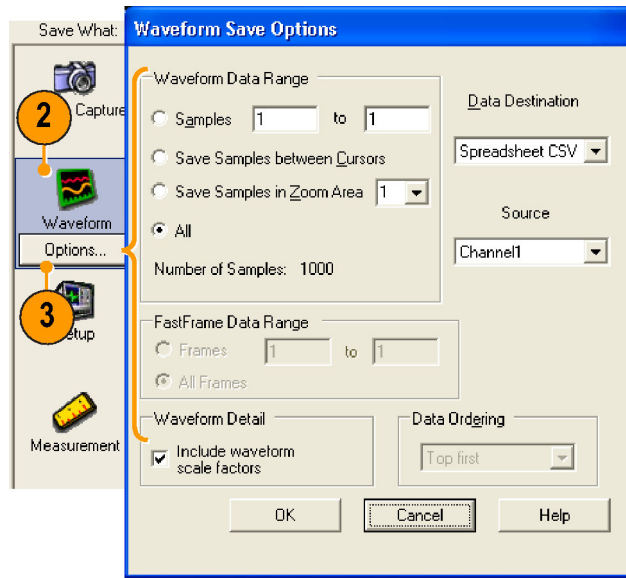 Save What:
Capture
2
Waveform
Options...
3
etup
Measurement
Waveform Save Options
Waveform Data Range
Samples 1 to 1
Save Samples between Cursors
Save Samples in Zoom Area 1
All
Number of Samples: 1000
Data Destination
Spreadsheet CSV
Source
Channel1
FastFrame Data Range
Frames 1 to 1
All Frames
Waveform Detail
Include waveform
scale factors
Data Ordering
Top first
OK Cancel Help